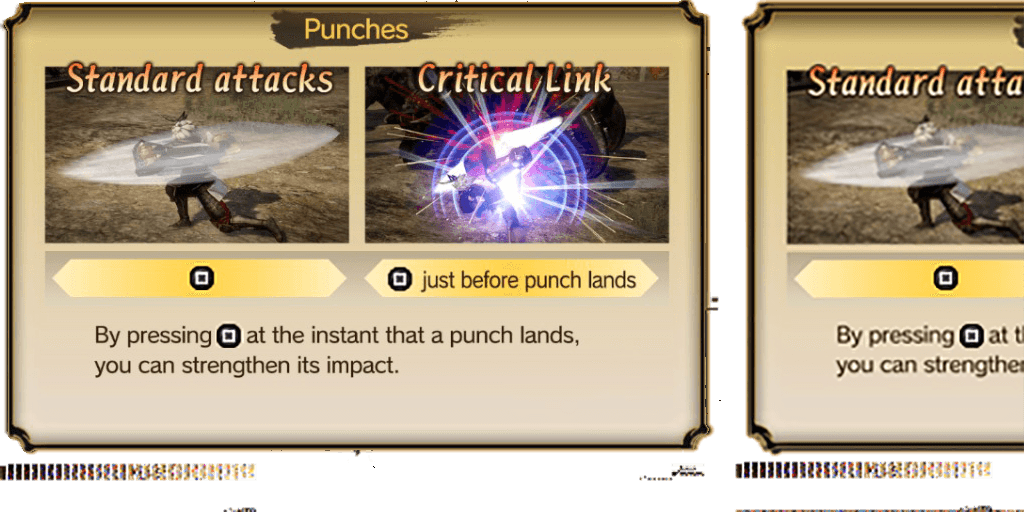 Punches
Standard attacks
Critical Link
just before punch lands
By pressing at the instant that a punch lands,
you can strengthen its impact.
Standard atta
By pressing at t
you can strengthe